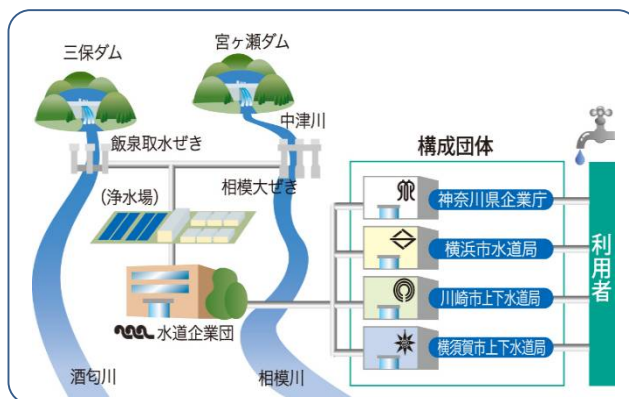 三保ダム
宮ヶ瀬ダム
中津川
飯泉取水ぜき
相模大ぜき
(浄水場)
水道企業団
酒匂川
相模川
構成団体
神奈川県企業庁
横浜市水道局
川崎市上下水道局
横須賀市上下水道局
利用者